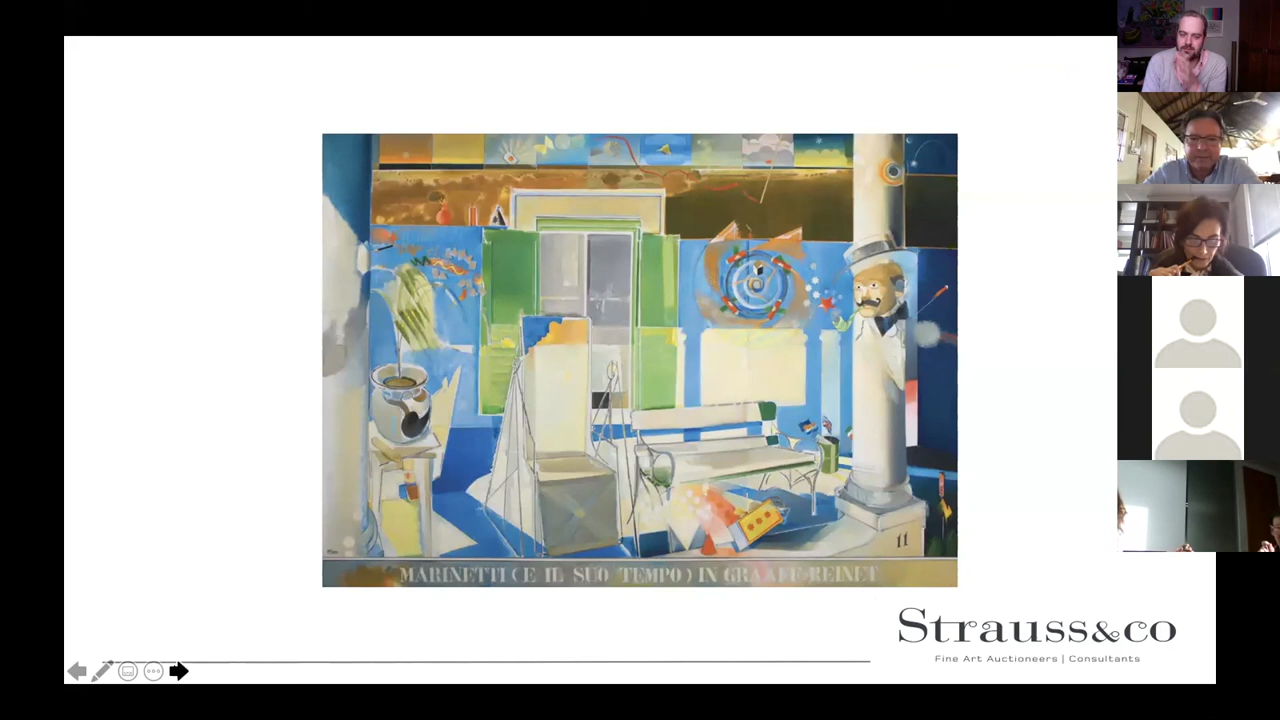 11
MARINETTI (E IL SUO TEMPO) IN GRAAFF-REINET
Strauss&co
Fine Art Auctioneers | Consultants